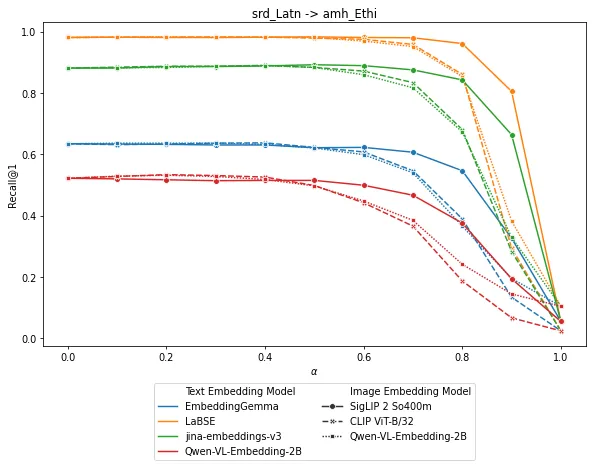 srd_Latn -> amh_Ethi
Recall@1
1.0
0.8
0.6
0.4
0.2
0.0
0.0 0.2 0.4 0.6 0.8 1.0
α
Text Embedding Model
EmbeddingGemma
LaBSE
jina-embeddings-v3
Qwen-VL-Embedding-2B
Image Embedding Model
SigLIP 2 So400m
CLIP ViT-B/32
Qwen-VL-Embedding-2B